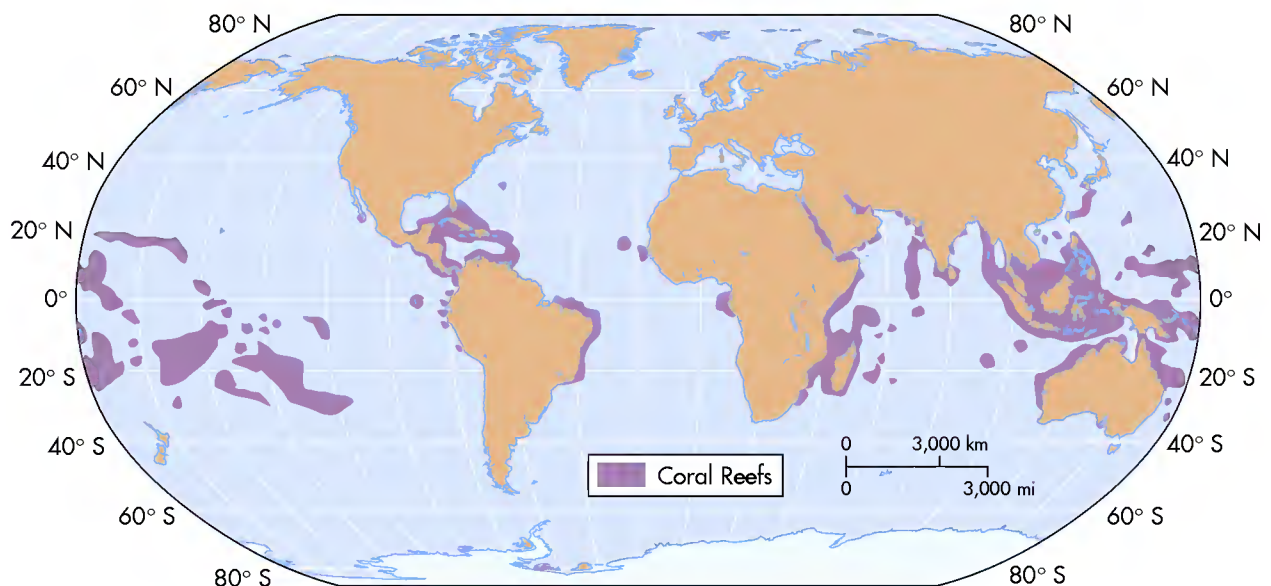 80° N 80° N
60° N 60° N
40° N 40° N
20° N 20° N
0° 0°
20° S 20° S
40° S 40° S
0 3,000 km
Coral Reefs
0 3,000 mi
60° S 60° S
80° S 80° S